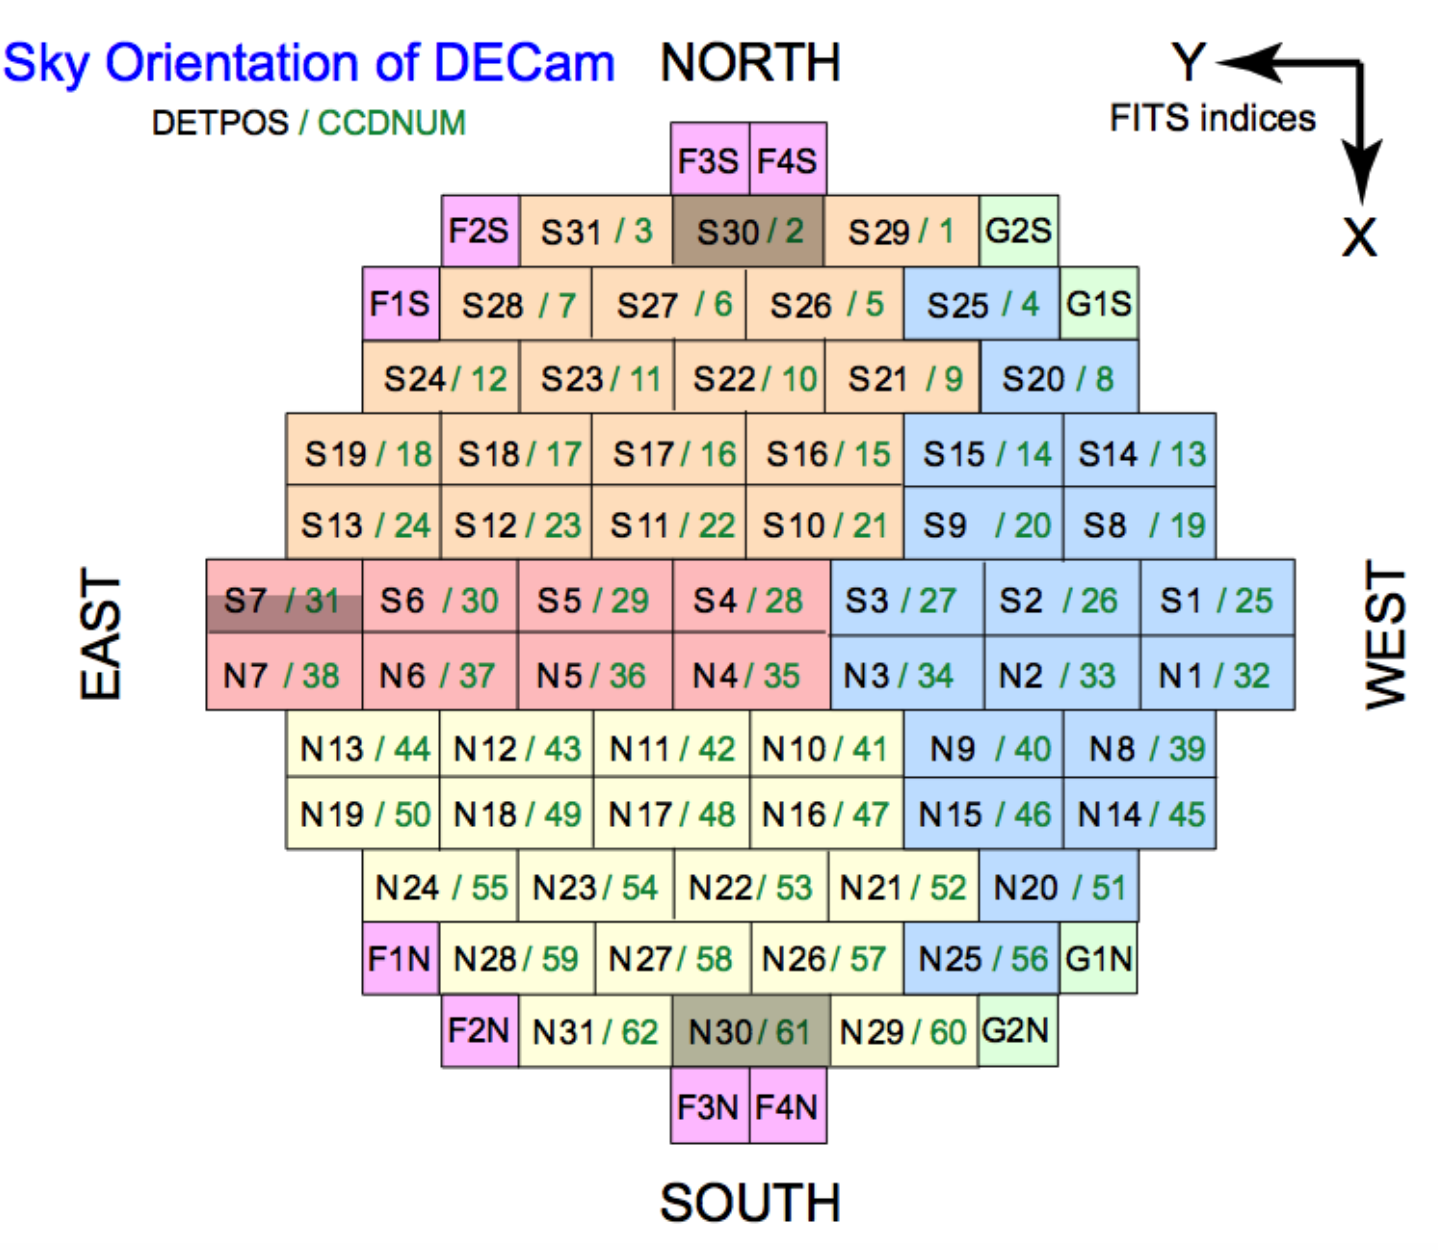 Sky Orientation of DECam NORTH Y
DETPOS / CCDNUM FITS indices
F3S F4S
F2S S31 / 3 S30 / 2 S29 / 1 G2S X
F1S S28 / 7 S27 / 6 S26 / 5 S25 / 4 G1S
S24 / 12 S23 / 11 S22 / 10 S21 / 9 S20 / 8
S19 / 18 S18 / 17 S17 / 16 S16 / 15 S15 / 14 S14 / 13
S13 / 24 S12 / 23 S11 / 22 S10 / 21 S9 / 20 S8 / 19
EAST
S7 / 31 S6 / 30 S5 / 29 S4 / 28 S3 / 27 S2 / 26 S1 / 25
N7 / 38 N6 / 37 N5 / 36 N4 / 35 N3 / 34 N2 / 33 N1 / 32
WEST
N13 / 44 N12 / 43 N11 / 42 N10 / 41 N9 / 40 N8 / 39
N19 / 50 N18 / 49 N17 / 48 N16 / 47 N15 / 46 N14 / 45
N24 / 55 N23 / 54 N22 / 53 N21 / 52 N20 / 51
F1N N28 / 59 N27 / 58 N26 / 57 N25 / 56 G1N
F2N N31 / 62 N30 / 61 N29 / 60 G2N
F3N F4N
SOUTH